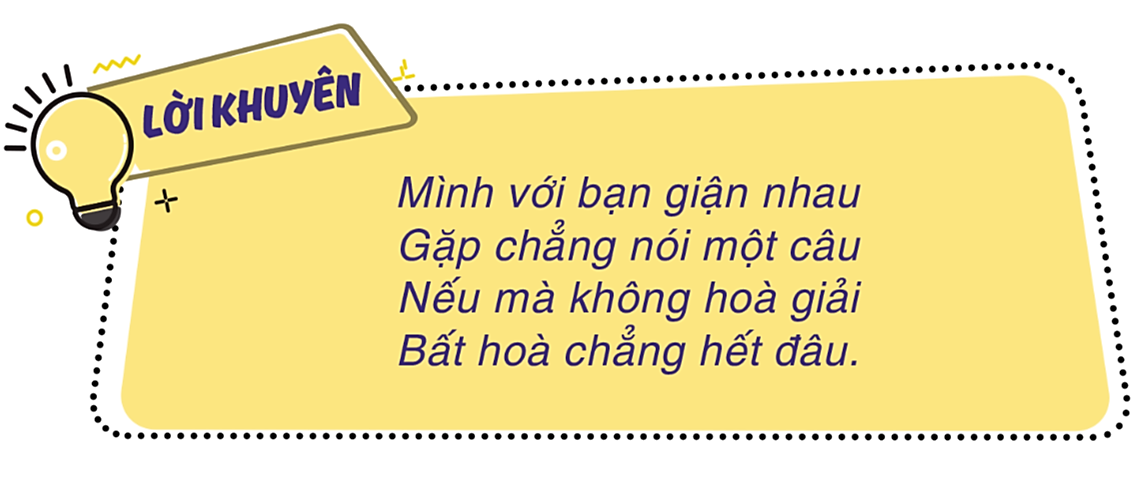 LỜI KHUYÊN
Mình với bạn giận nhau
Gặp chẳng nói một câu
Nếu mà không hoà giải
Bất hoà chẳng hết đâu.